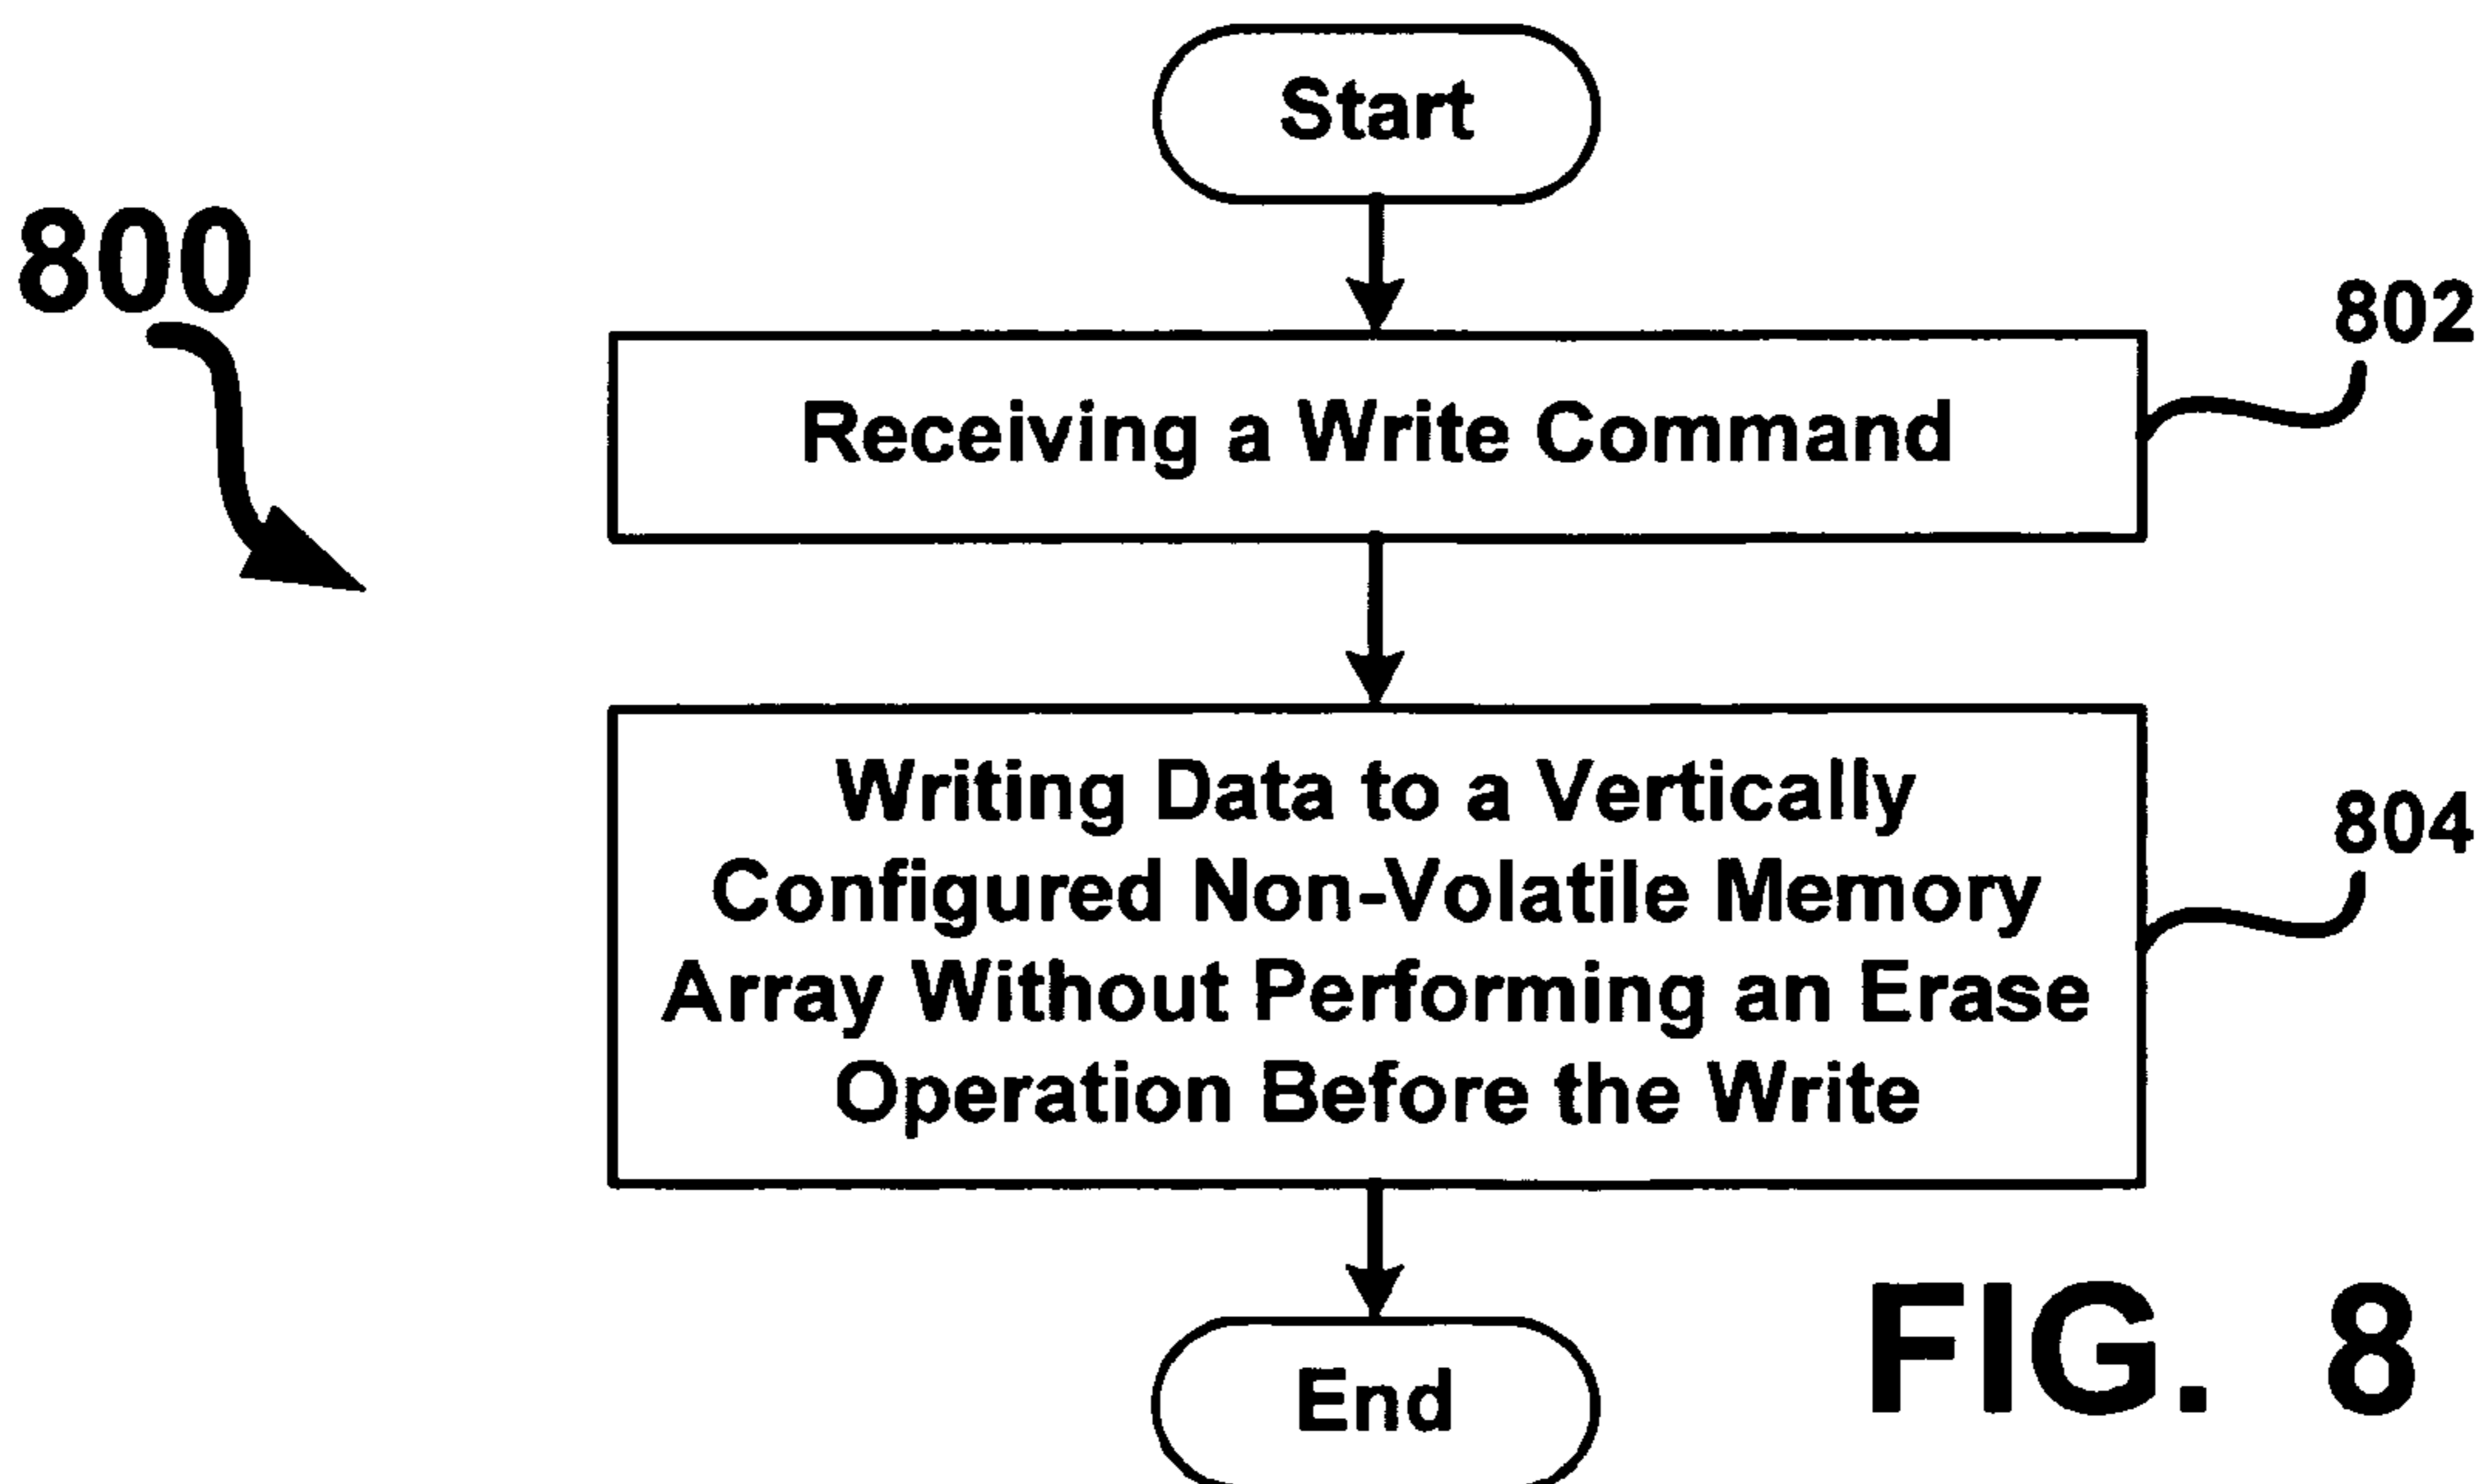 Start
800
802
Receiving a Write Command
Writing Data to a Vertically
Configured Non-Volatile Memory
Array Without Performing an Erase
Operation Before the Write
804
End
FIG. 8